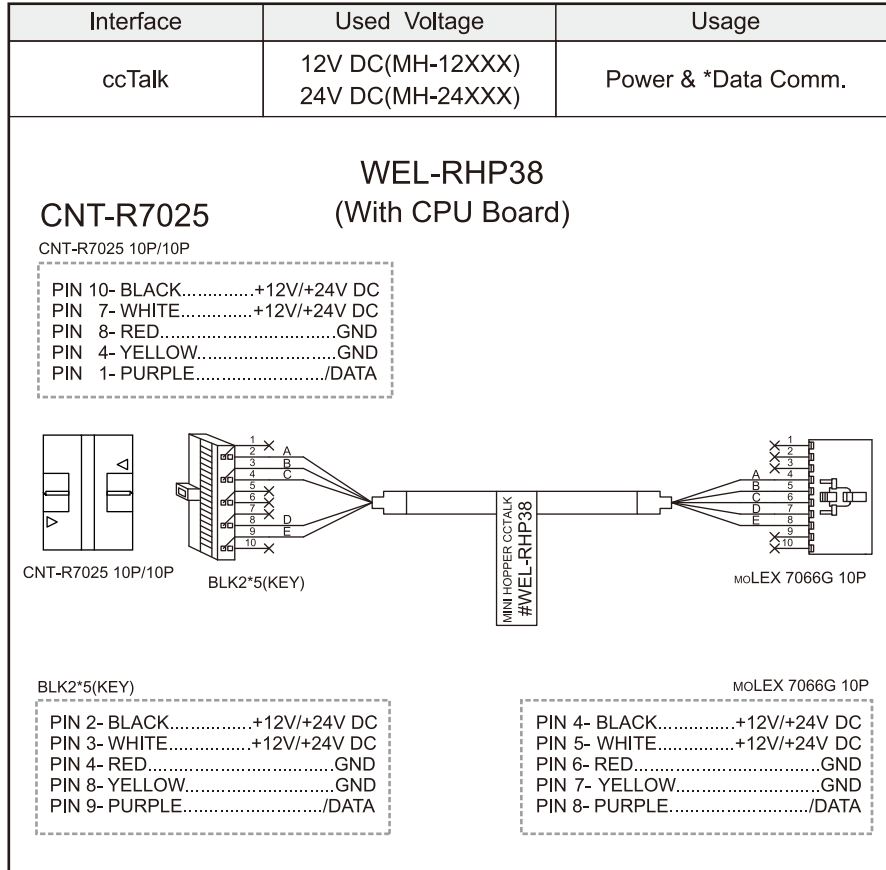 Interface Used Voltage Usage
ccTalk 12V DC(MH-12XXX) Power & *Data Comm.
24V DC(MH-24XXX)
WEL-RHP38
(With CPU Board)
CNT-R7025
CNT-R7025 10P/10P
PIN 10- BLACK..............+12V/+24V DC
PIN 7- WHITE..............+12V/+24V DC
PIN 8- RED..................................GND
PIN 4- YELLOW...........................GND
PIN 1- PURPLE........................./DATA
1
2 A
3 B
4 C
5
6
7
8 D
9 E
10
1
2
3
A 4
B 5
C 6
D 7
E 8
9
10
MINI HOPPER CCTALK
#WEL-RHP38
CNT-R7025 10P/10P
BLK2*5(KEY)
MOLEX 7066G 10P
BLK2*5(KEY)
PIN 2- BLACK................+12V/+24V DC
PIN 3- WHITE................+12V/+24V DC
PIN 4- RED....................................GND
PIN 8- YELLOW.............................GND
PIN 9- PURPLE.........................../DATA
MOLEX 7066G 10P
PIN 4- BLACK..............+12V/+24V DC
PIN 5- WHITE..............+12V/+24V DC
PIN 6- RED..................................GND
PIN 7- YELLOW...........................GND
PIN 8- PURPLE........................./DATA